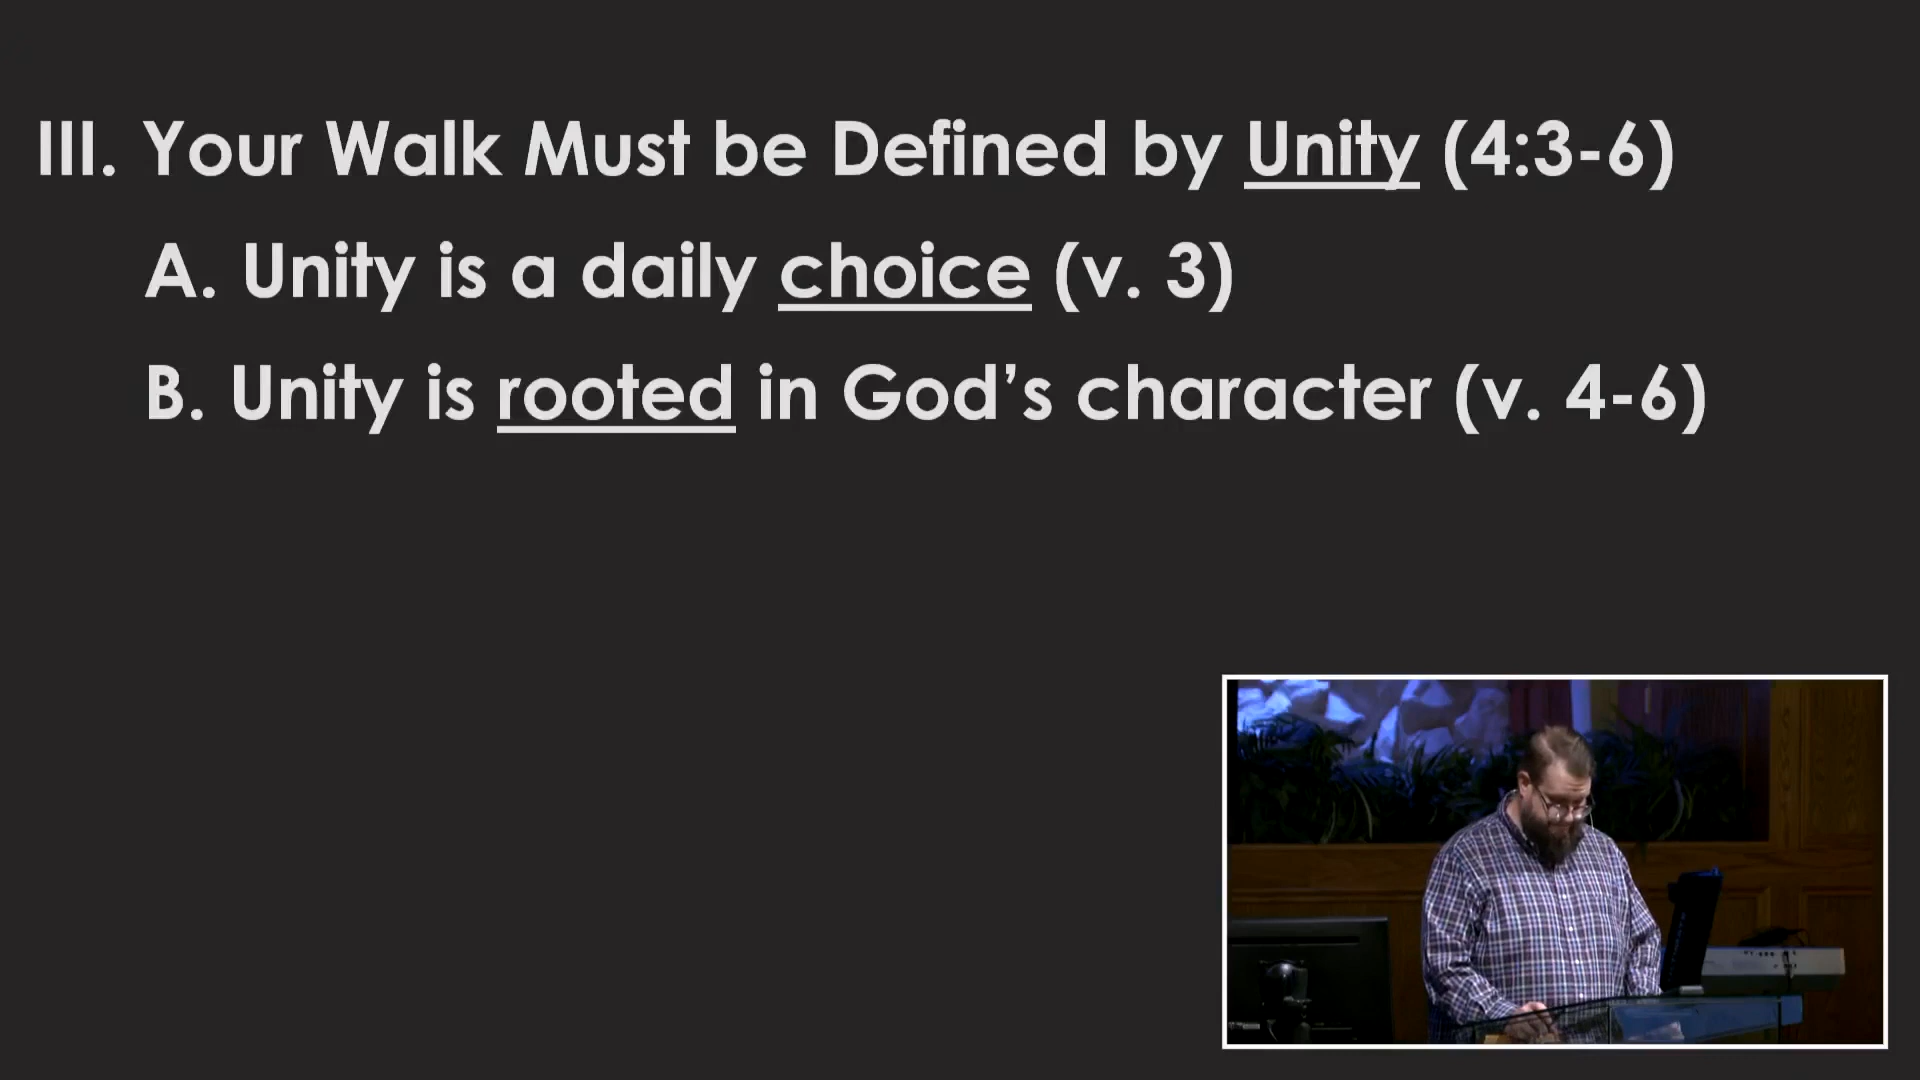 III. Your Walk Must be Defined by Unity (4:3-6)
A. Unity is a daily choice (v. 3)
B. Unity is rooted in God’s character (v. 4-6)